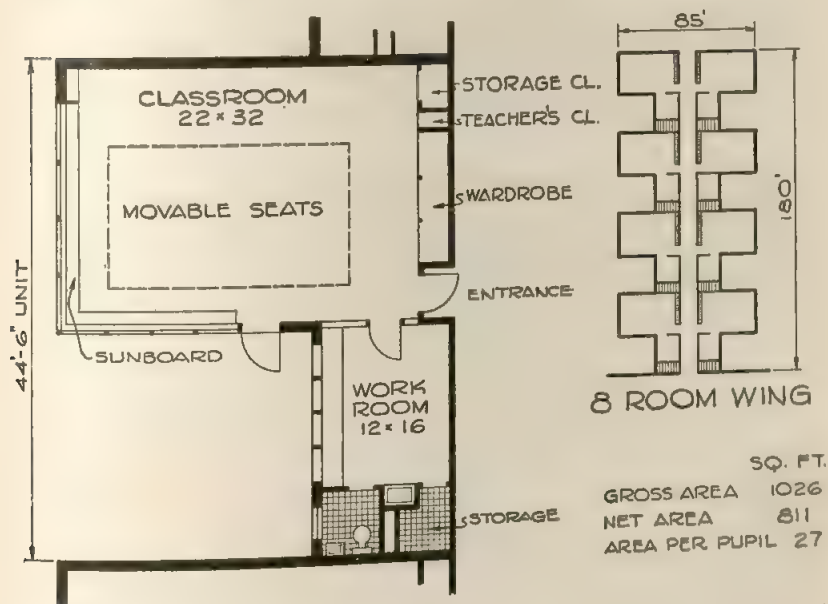 CLASSROOM
22 × 32
MOVABLE SEATS
44'-6" UNIT
SUNBOARD
STORAGE CL.
TEACHER'S CL.
WARDROBE
ENTRANCE
WORK
ROOM
12 × 16
STORAGE
85'
180'
8 ROOM WING
SQ. FT.
GROSS AREA 1026
NET AREA 811
AREA PER PUPIL 27